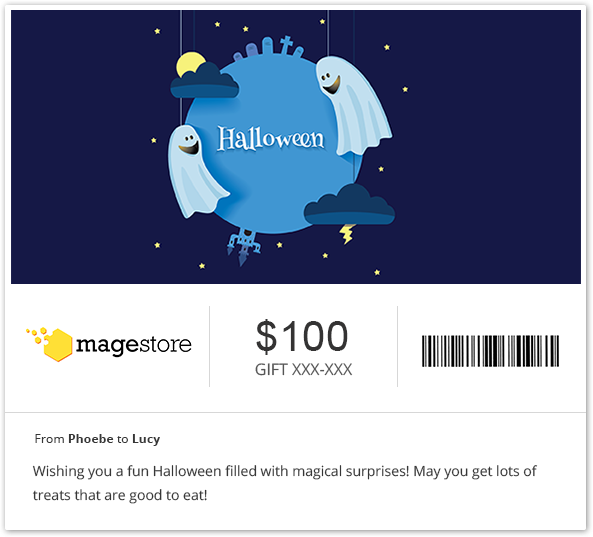 Halloween
magestore
$100
GIFT XXX-XXX
From Phoebe to Lucy
Wishing you a fun Halloween filled with magical surprises! May you get lots of
treats that are good to eat!